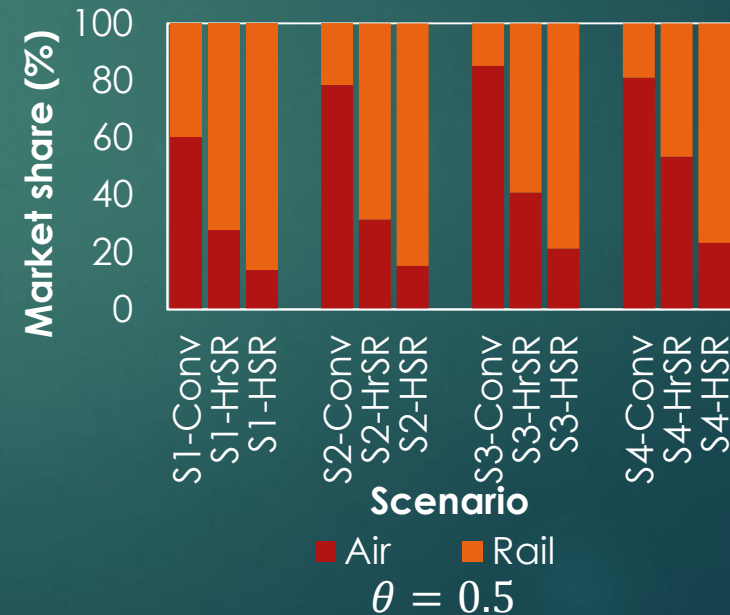 Market share (%)
100
80
60
40
20
0
S1-Conv
S1-HrSR
S1-HSR
S2-Conv
S2-HrSR
S2-HSR
S3-Conv
S3-HrSR
S3-HSR
S4-Conv
S4-HrSR
S4-HSR
Scenario
Air Rail
θ = 0.5